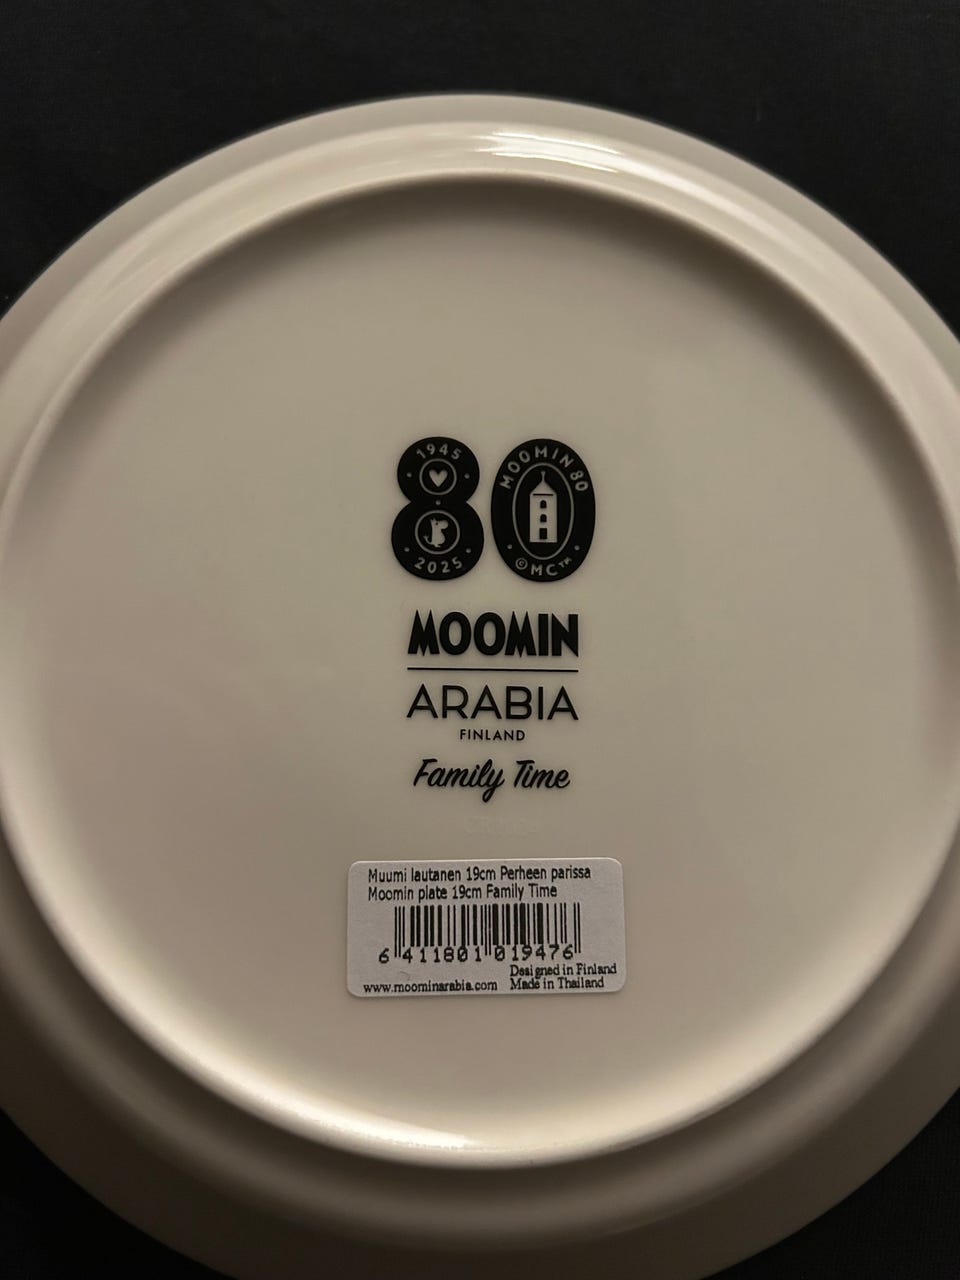 1945
2025
MOOMIN 80
©MC™
MOOMIN
ARABIA
FINLAND
Family Time
Muumi lautanen 19cm Perheen parissa
Moomin plate 19cm Family Time
6 411801 019476
Designed in Finland
www.moominarabia.com Made in Thailand